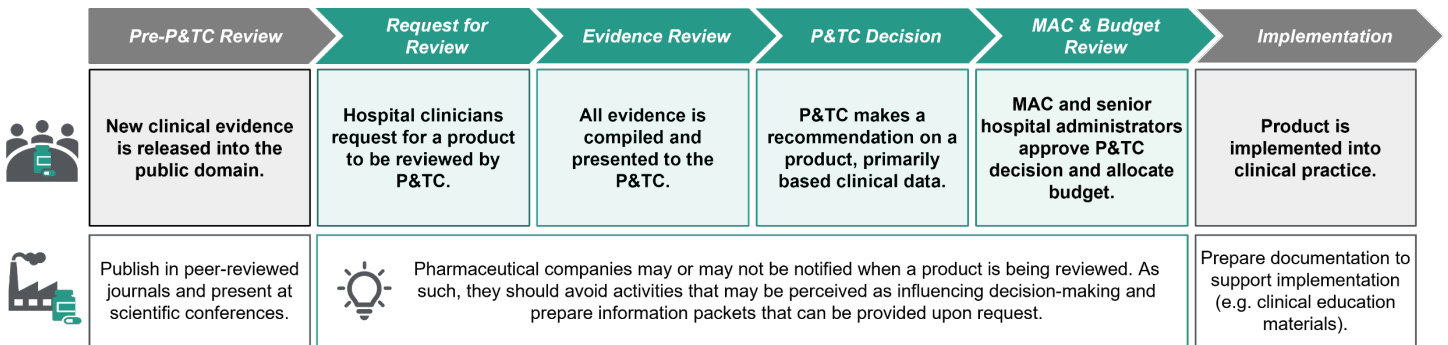 Pre-P&TC Review
Request for
Review
Evidence Review
P&TC Decision
MAC & Budget
Review
Implementation
New clinical evidence
is released into the
public domain.
Hospital clinicians
request for a product
to be reviewed by
P&TC.
All evidence is
compiled and
presented to the
P&TC.
P&TC makes a
recommendation on a
product, primarily
based clinical data.
MAC and senior
hospital administrators
approve P&TC
decision and allocate
budget.
Product is
implemented into
clinical practice.
Publish in peer-reviewed
journals and present at
scientific conferences.
Pharmaceutical companies may or may not be notified when a product is being reviewed. As
such, they should avoid activities that may be perceived as influencing decision-making and
prepare information packets that can be provided upon request.
Prepare documentation to
support implementation
(e.g. clinical education
materials).